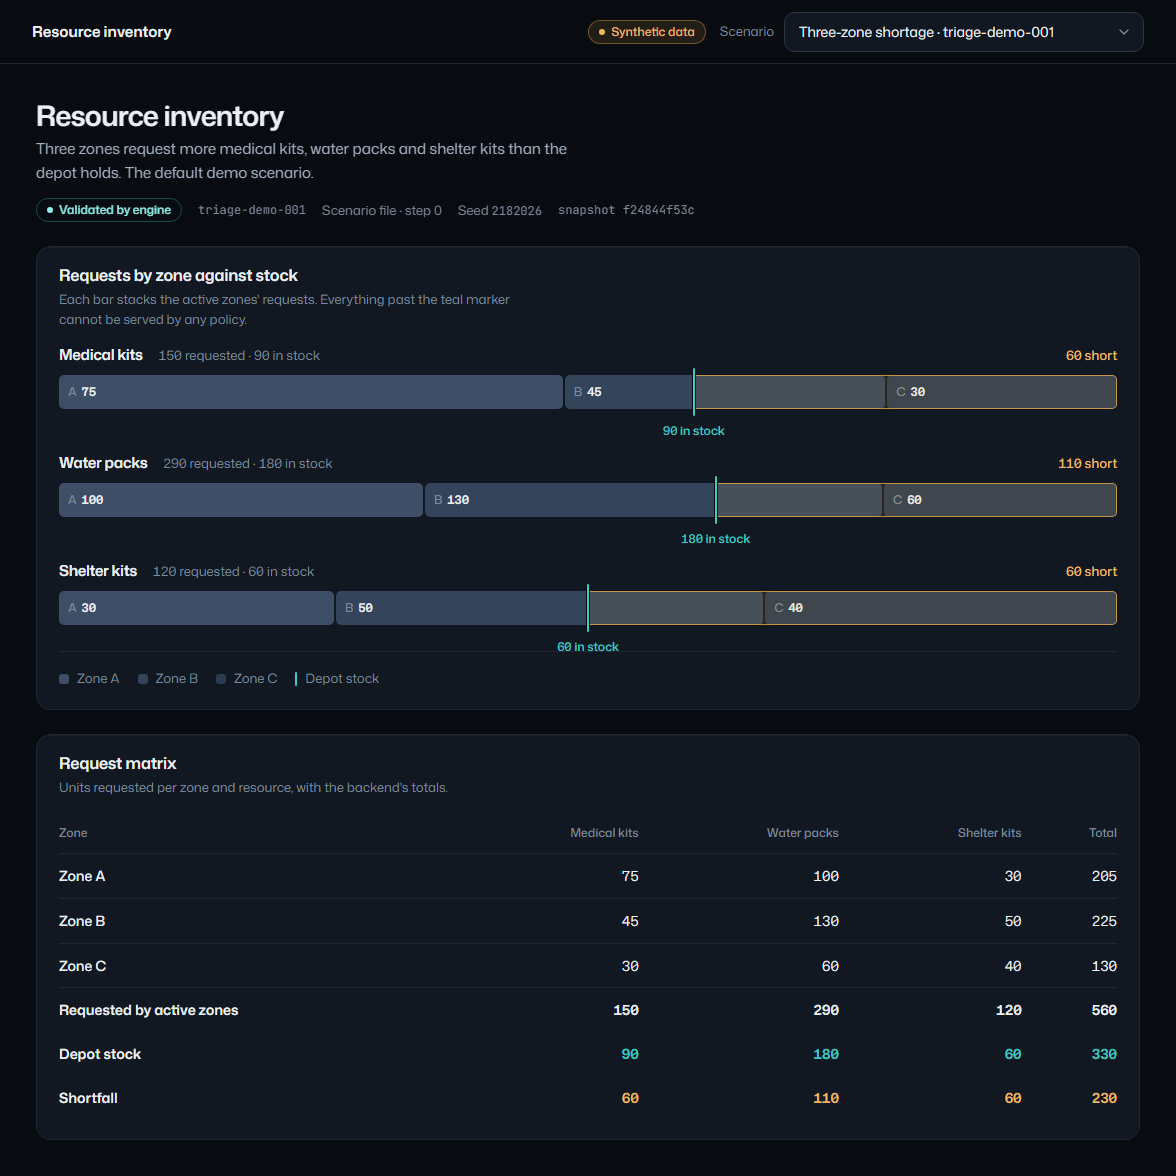 Resource inventory
Synthetic data
Scenario
Three-zone shortage · triage-demo-001
Resource inventory
Three zones request more medical kits, water packs and shelter kits than the
depot holds. The default demo scenario.
Validated by engine triage-demo-001 Scenario file · step 0 Seed 2182026 snapshot f24844f53c
Requests by zone against stock
Each bar stacks the active zones' requests. Everything past the teal marker
cannot be served by any policy.
Medical kits 150 requested · 90 in stock 60 short
A 75 B 45 C 30
90 in stock
Water packs 290 requested · 180 in stock 110 short
A 100 B 130 C 60
180 in stock
Shelter kits 120 requested · 60 in stock 60 short
A 30 B 50 C 40
60 in stock
Zone A Zone B Zone C Depot stock
Request matrix
Units requested per zone and resource, with the backend's totals.
Zone Medical kits Water packs Shelter kits Total
Zone A 75 100 30 205
Zone B 45 130 50 225
Zone C 30 60 40 130
Requested by active zones 150 290 120 560
Depot stock 90 180 60 330
Shortfall 60 110 60 230